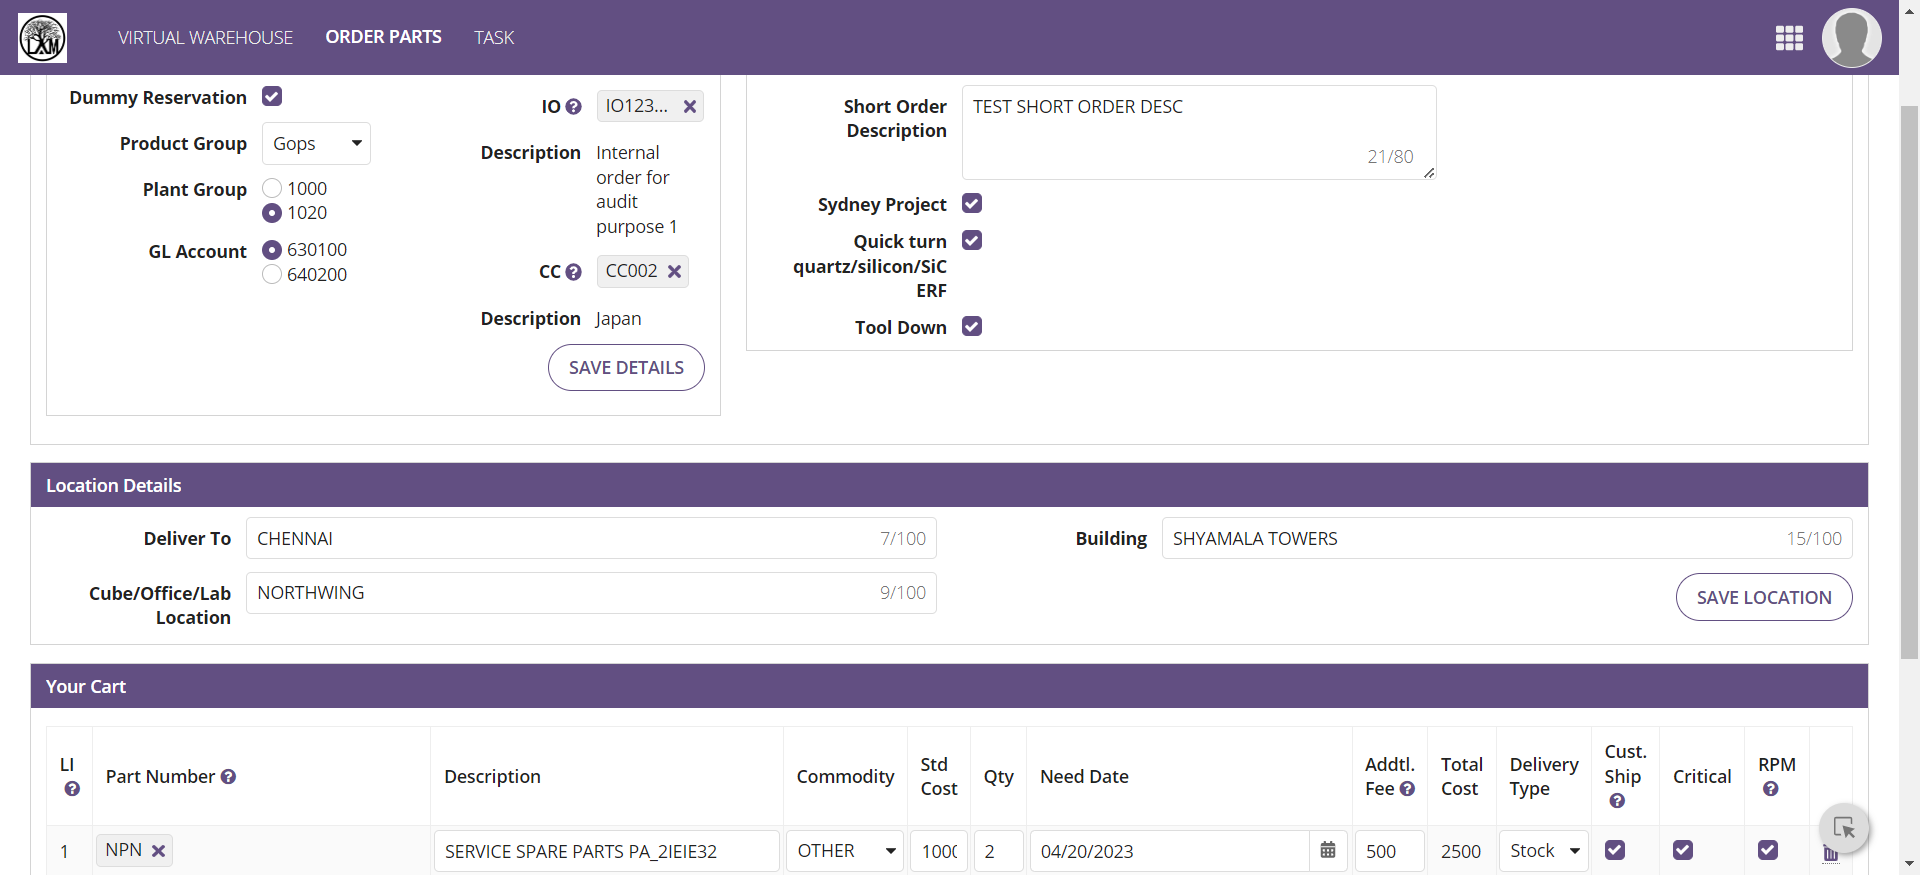 LXM
VIRTUAL WAREHOUSE
ORDER PARTS
TASK
Dummy Reservation
Product Group
Gops
Plant Group
1000
1020
GL Account
630100
640200
IO
IO123...
Description
Internal
order for
audit
purpose 1
CC
CC002
Description
Japan
SAVE DETAILS
Short Order
Description
TEST SHORT ORDER DESC
21/80
Sydney Project
Quick turn
quartz/silicon/SiC
ERF
Tool Down
Location Details
Deliver To
CHENNAI
7/100
Building
SHYAMALA TOWERS
15/100
Cube/Office/Lab
Location
NORTHWING
9/100
SAVE LOCATION
Your Cart
LI
Part Number
Description
Commodity
Std
Cost
Qty
Need Date
Addtl.
Fee
Total
Cost
Delivery
Type
Cust.
Ship
Critical
RPM
1
NPN
SERVICE SPARE PARTS PA_2IEIE32
OTHER
1000
2
04/20/2023
500
2500
Stock